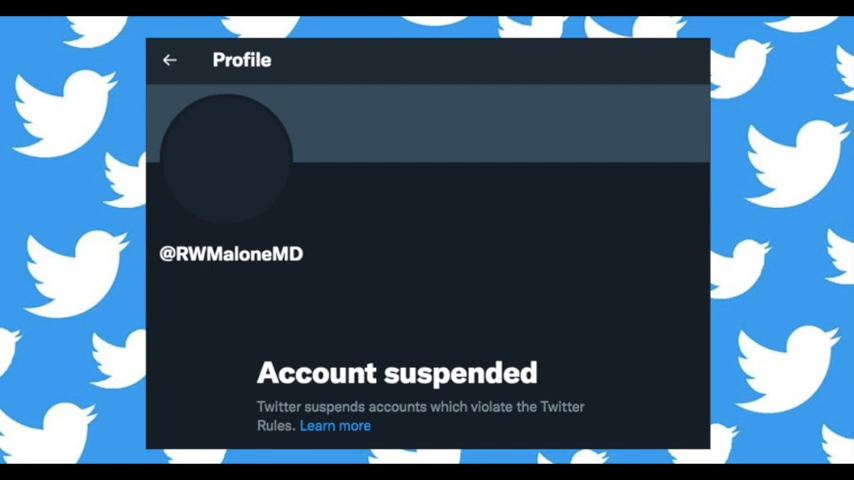 Profile
@RWMaloneMD
Account suspended
Twitter suspends accounts which violate the Twitter
Rules. Learn more